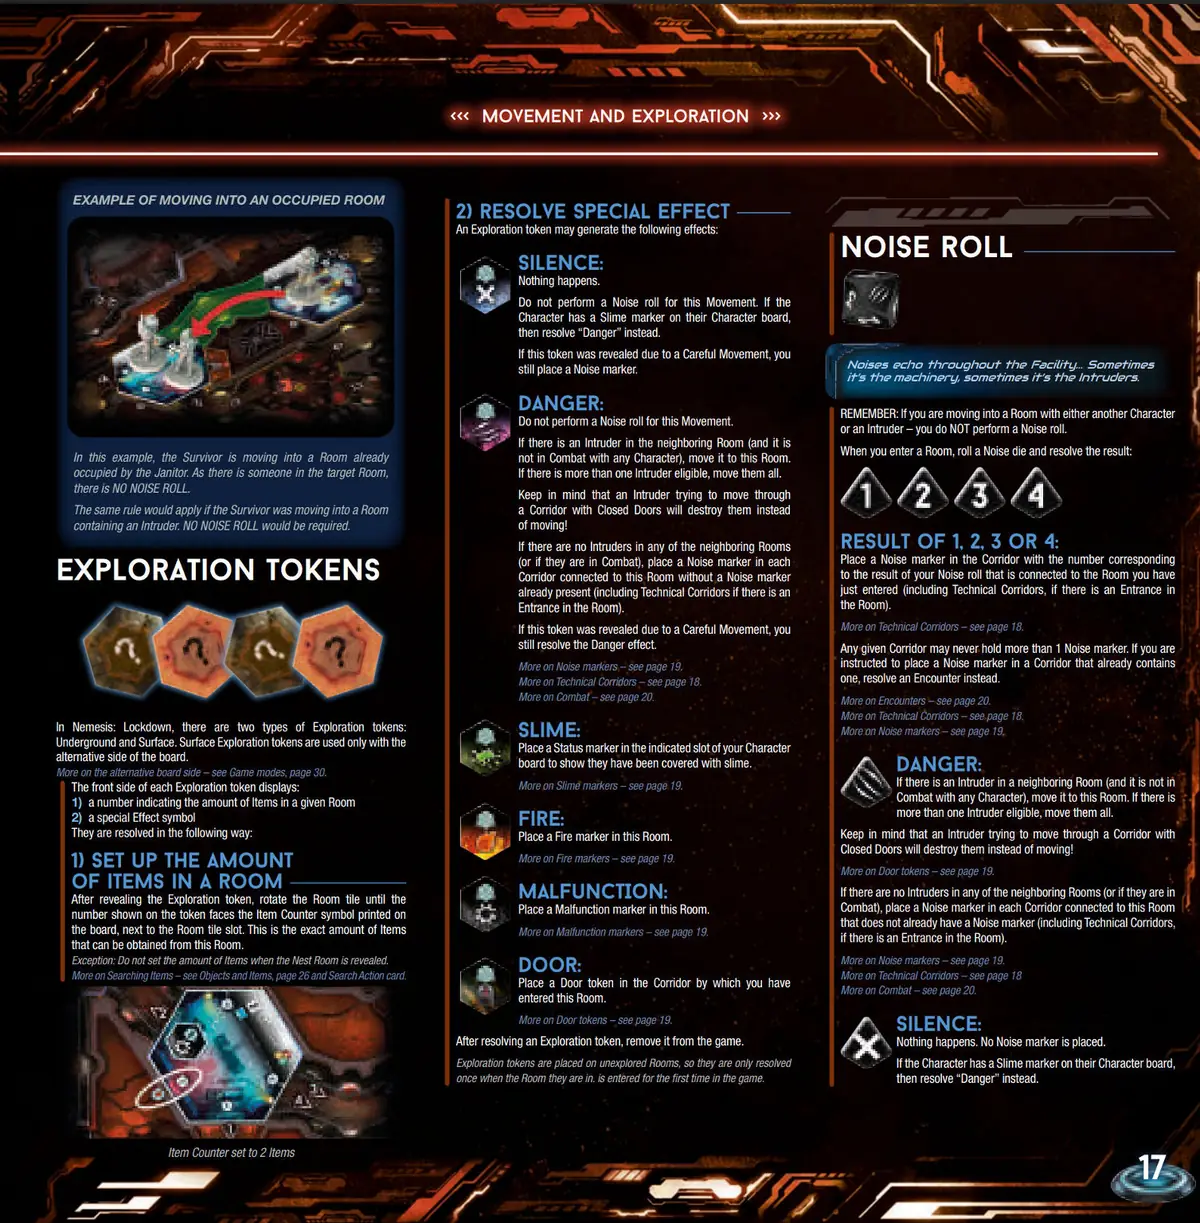 <<< MOVEMENT AND EXPLORATION >>>
EXAMPLE OF MOVING INTO AN OCCUPIED ROOM
In this example, the Survivor is moving into a Room already
occupied by the Janitor. As there is someone in the target Room,
there is NO NOISE ROLL.
The same rule would apply if the Survivor was moving into a Room
containing an Intruder. NO NOISE ROLL would be required.
EXPLORATION TOKENS
? ? ? ?
In Nemesis: Lockdown, there are two types of Exploration tokens:
Underground and Surface. Surface Exploration tokens are used only with the
alternative side of the board.
More on the alternative board side – see Game modes, page 30.
The front side of each Exploration token displays:
1) a number indicating the amount of Items in a given Room
2) a special Effect symbol
They are resolved in the following way:
1) SET UP THE AMOUNT
OF ITEMS IN A ROOM
After revealing the Exploration token, rotate the Room tile until the
number shown on the token faces the Item Counter symbol printed on
the board, next to the Room tile slot. This is the exact amount of Items
that can be obtained from this Room.
Exception: Do not set the amount of Items when the Nest Room is revealed.
More on Searching Items – see Objects and Items, page 26 and Search Action card.
Item Counter set to 2 Items
2) RESOLVE SPECIAL EFFECT
An Exploration token may generate the following effects:
SILENCE:
Nothing happens.
Do not perform a Noise roll for this Movement. If the
Character has a Slime marker on their Character board,
then resolve “Danger” instead.
If this token was revealed due to a Careful Movement, you
still place a Noise marker.
DANGER:
Do not perform a Noise roll for this Movement.
If there is an Intruder in the neighboring Room (and it is
not in Combat with any Character), move it to this Room.
If there is more than one Intruder eligible, move them all.
Keep in mind that an Intruder trying to move through
a Corridor with Closed Doors will destroy them instead
of moving!
If there are no Intruders in any of the neighboring Rooms
(or if they are in Combat), place a Noise marker in each
Corridor connected to this Room without a Noise marker
already present (including Technical Corridors if there is an
Entrance in the Room).
If this token was revealed due to a Careful Movement, you
still resolve the Danger effect.
More on Noise markers – see page 19.
More on Technical Corridors – see page 18.
More on Combat – see page 20.
SLIME:
Place a Status marker in the indicated slot of your Character
board to show they have been covered with slime.
More on Slime markers – see page 19.
FIRE:
Place a Fire marker in this Room.
More on Fire markers – see page 19.
MALFUNCTION:
Place a Malfunction marker in this Room.
More on Malfunction markers – see page 19.
DOOR:
Place a Door token in the Corridor by which you have
entered this Room.
More on Door tokens – see page 19.
After resolving an Exploration token, remove it from the game.
Exploration tokens are placed on unexplored Rooms, so they are only resolved
once when the Room they are in. is entered for the first time in the game.
NOISE ROLL
Noises echo throughout the Facility... Sometimes
it's the machinery, sometimes it's the Intruders.
REMEMBER: If you are moving into a Room with either another Character
or an Intruder – you do NOT perform a Noise roll.
When you enter a Room, roll a Noise die and resolve the result:
1 2 3 4
RESULT OF 1, 2, 3 OR 4:
Place a Noise marker in the Corridor with the number corresponding
to the result of your Noise roll that is connected to the Room you have
just entered (including Technical Corridors, if there is an Entrance in
the Room).
More on Technical Corridors – see page 18.
Any given Corridor may never hold more than 1 Noise marker. If you are
instructed to place a Noise marker in a Corridor that already contains
one, resolve an Encounter instead.
More on Encounters – see page 20.
More on Technical Corridors – see page 18.
More on Noise markers – see page 19.
DANGER:
If there is an Intruder in a neighboring Room (and it is not in
Combat with any Character), move it to this Room. If there is
more than one Intruder eligible, move them all.
Keep in mind that an Intruder trying to move through a Corridor with
Closed Doors will destroy them instead of moving!
More on Door tokens – see page 19.
If there are no Intruders in any of the neighboring Rooms (or if they are in
Combat), place a Noise marker in each Corridor connected to this Room
that does not already have a Noise marker (including Technical Corridors,
if there is an Entrance in the Room).
More on Noise markers – see page 19.
More on Technical Corridors – see page 18
More on Combat – see page 20.
SILENCE:
Nothing happens. No Noise marker is placed.
If the Character has a Slime marker on their Character board,
then resolve “Danger” instead.
17